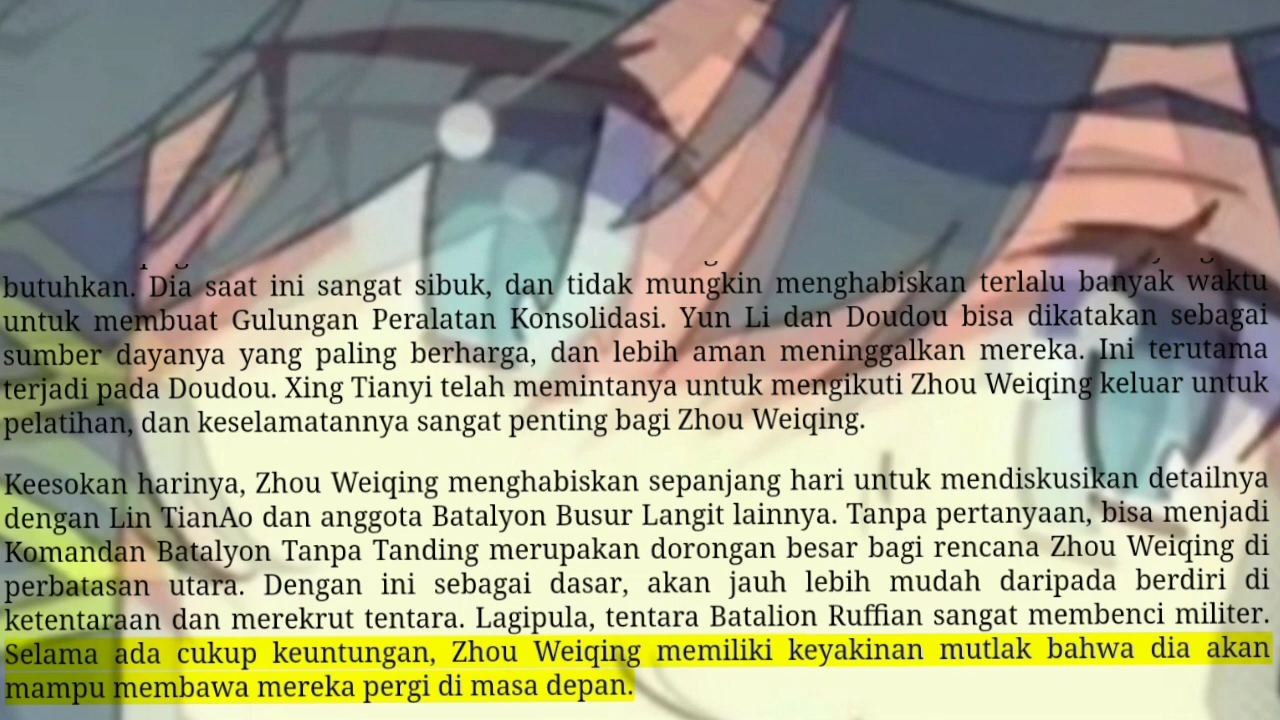 butuhkan. Dia saat ini sangat sibuk, dan tidak mungkin menghabiskan terlalu banyak waktu
untuk membuat Gulungan Peralatan Konsolidasi. Yun Li dan Doudou bisa dikatakan sebagai
sumber dayanya yang paling berharga, dan lebih aman meninggalkan mereka. Ini terutama
terjadi pada Doudou. Xing Tianyi telah memintanya untuk mengikuti Zhou Weiqing keluar untuk
pelatihan, dan keselamatannya sangat penting bagi Zhou Weiqing.
Keesokan harinya, Zhou Weiqing menghabiskan sepanjang hari untuk mendiskusikan detailnya
dengan Lin TianAo dan anggota Batalyon Busur Langit lainnya. Tanpa pertanyaan, bisa menjadi
Komandan Batalyon Tanpa Tanding merupakan dorongan besar bagi rencana Zhou Weiqing di
perbatasan utara. Dengan ini sebagai dasar, akan jauh lebih mudah daripada berdiri di
ketentaraan dan merekrut tentara. Lagipula, tentara Batalion Ruffian sangat membenci militer.
Selama ada cukup keuntungan, Zhou Weiqing memiliki keyakinan mutlak bahwa dia akan
mampu membawa mereka pergi di masa depan.